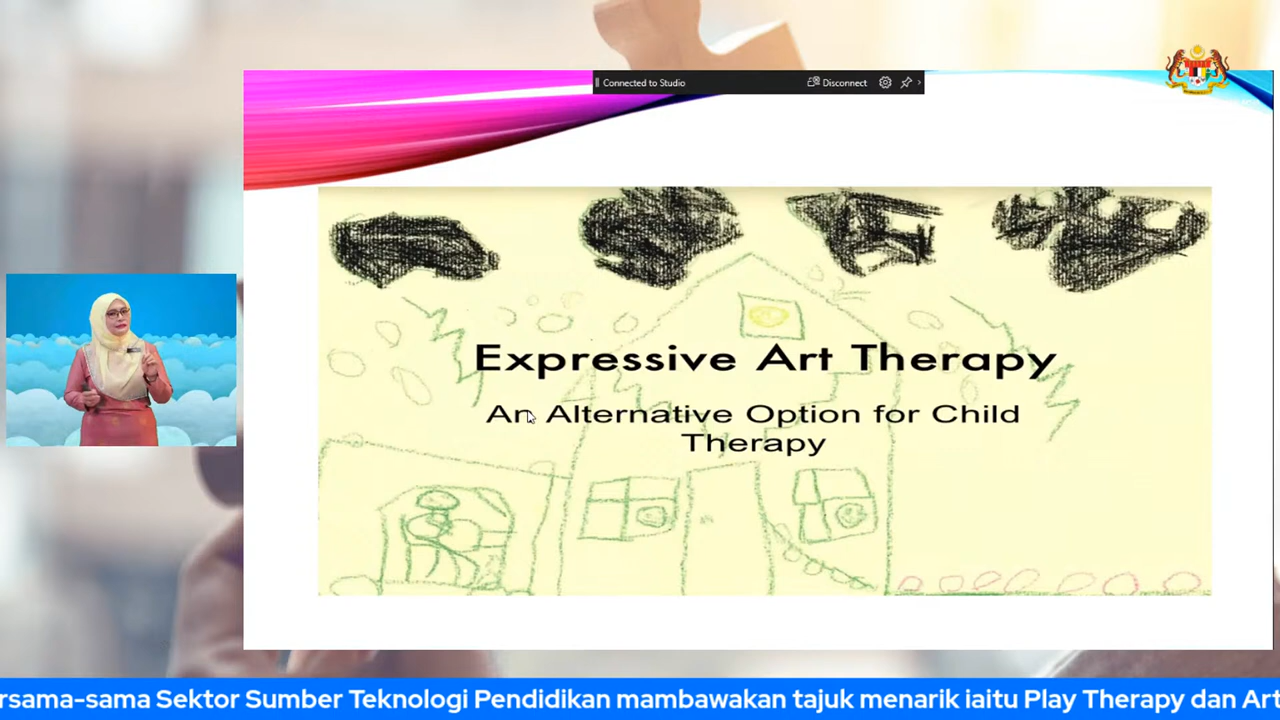 Connected to Studio
Disconnect
Expressive Art Therapy
An Alternative Option for Child
Therapy
rsama-sama Sektor Sumber Teknologi Pendidikan mambawakan tajuk menarik iaitu Play Therapy dan Art